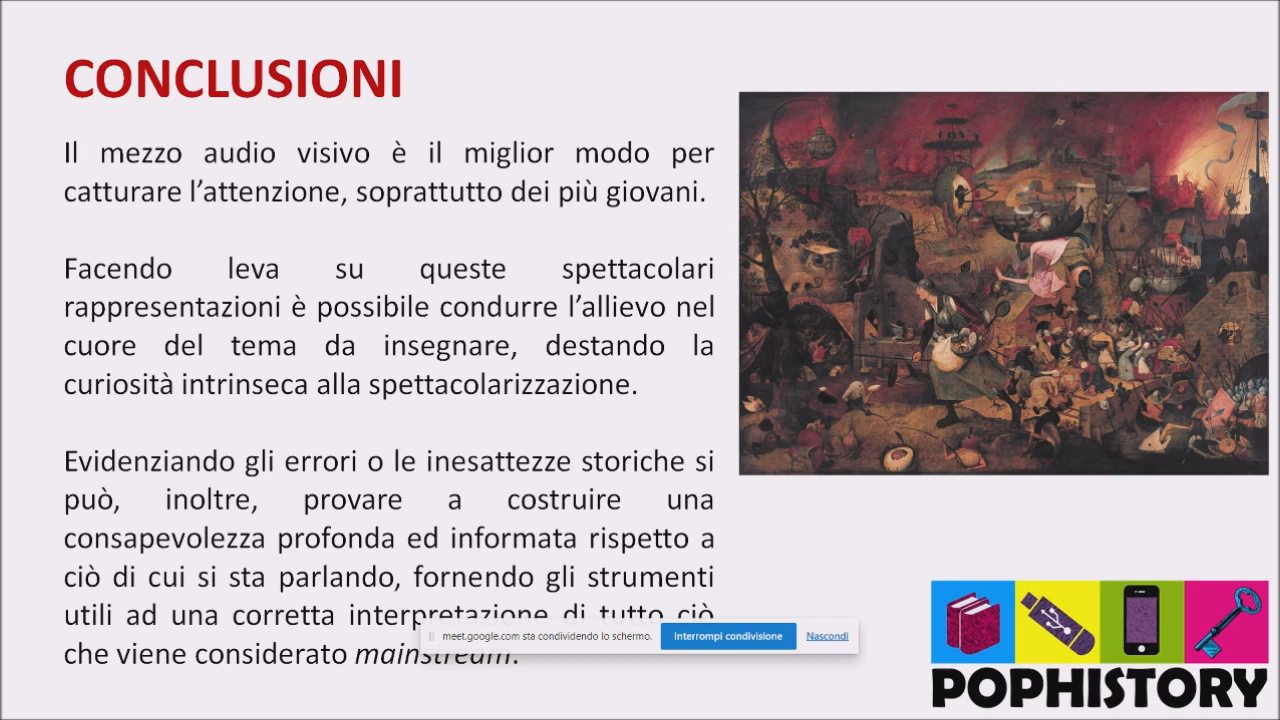 CONCLUSIONI
Il mezzo audio visivo è il miglior modo per
catturare l’attenzione, soprattutto dei più giovani.
Facendo leva su queste spettacolari
rappresentazioni è possibile condurre l’allievo nel
cuore del tema da insegnare, destando la
curiosità intrinseca alla spettacolarizzazione.
Evidenziando gli errori o le inesattezze storiche si
può, inoltre, provare a costruire una
consapevolezza profonda ed informata rispetto a
ciò di cui si sta parlando, fornendo gli strumenti
utili ad una corretta interpretazione di tutto ciò
che viene considerato mainstream.
meet.google.com sta condividendo lo schermo. Interrompi condivisione Nascondi
POPHISTORY